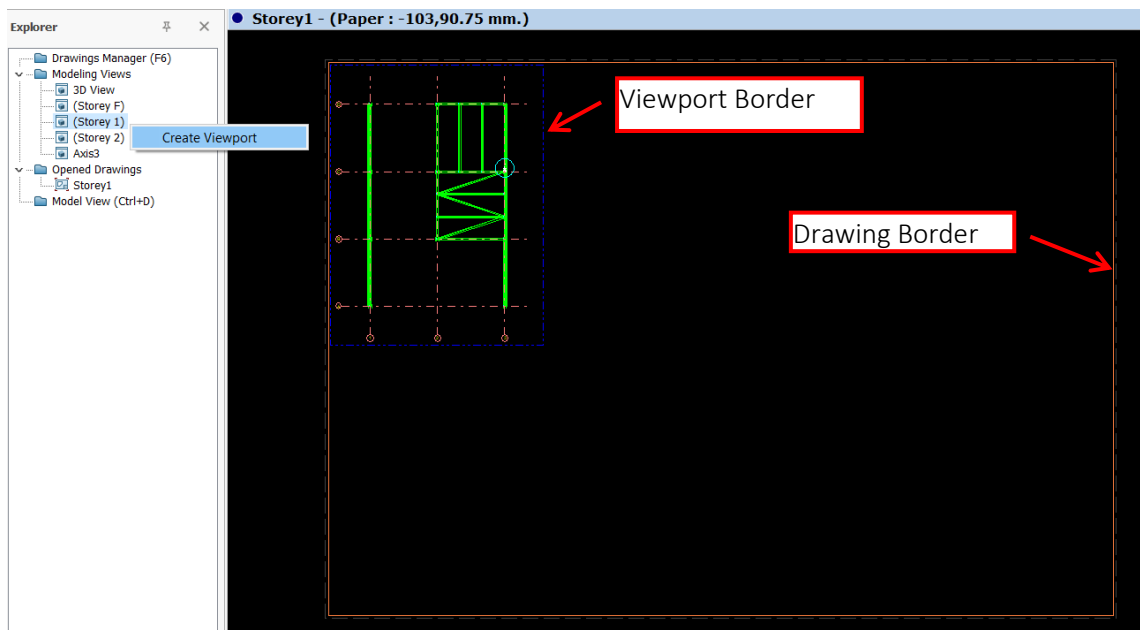 Explorer
Storey1 - (Paper : -103,90.75 mm.)
Drawings Manager (F6)
Modeling Views
3D View
(Storey F)
(Storey 1)
(Storey 2)
Create Viewport
Axis3
Opened Drawings
Storey1
Model View (Ctrl+D)
Viewport Border
Drawing Border